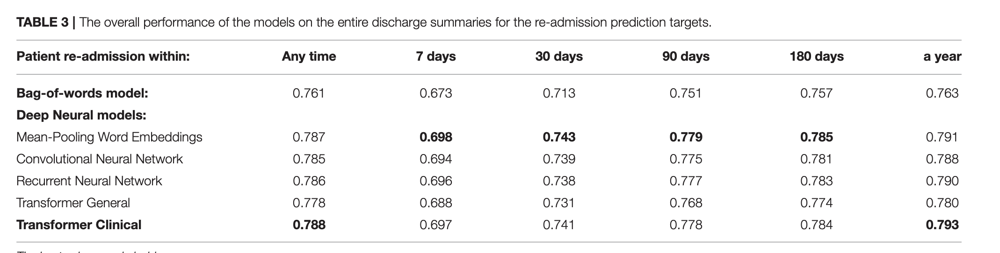 TABLE 3 | The overall performance of the models on the entire discharge summaries for the re-admission prediction targets.
Patient re-admission within: Any time 7 days 30 days 90 days 180 days a year
Bag-of-words model: 0.761 0.673 0.713 0.751 0.757 0.763
Deep Neural models:
Mean-Pooling Word Embeddings 0.787 0.698 0.743 0.779 0.785 0.791
Convolutional Neural Network 0.785 0.694 0.739 0.775 0.781 0.788
Recurrent Neural Network 0.786 0.696 0.738 0.777 0.783 0.790
Transformer General 0.778 0.688 0.731 0.768 0.774 0.780
Transformer Clinical 0.788 0.697 0.741 0.778 0.784 0.793